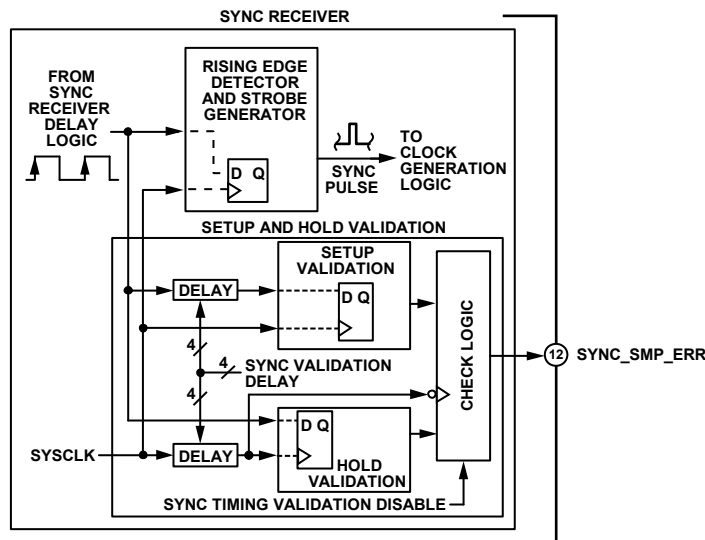 SYNC RECEIVER
FROM
SYNC
RECEIVER
DELAY
LOGIC
RISING EDGE
DETECTOR
AND STROBE
GENERATOR
D Q
SYNC
PULSE
TO
CLOCK
GENERATION
LOGIC
SETUP AND HOLD VALIDATION
SETUP
VALIDATION
D Q
DELAY
4
4
SYNC VALIDATION
DELAY
4
CHECK LOGIC
12
SYNC_SMP_ERR
D Q
SYSCLK
DELAY
HOLD
VALIDATION
SYNC TIMING VALIDATION DISABLE